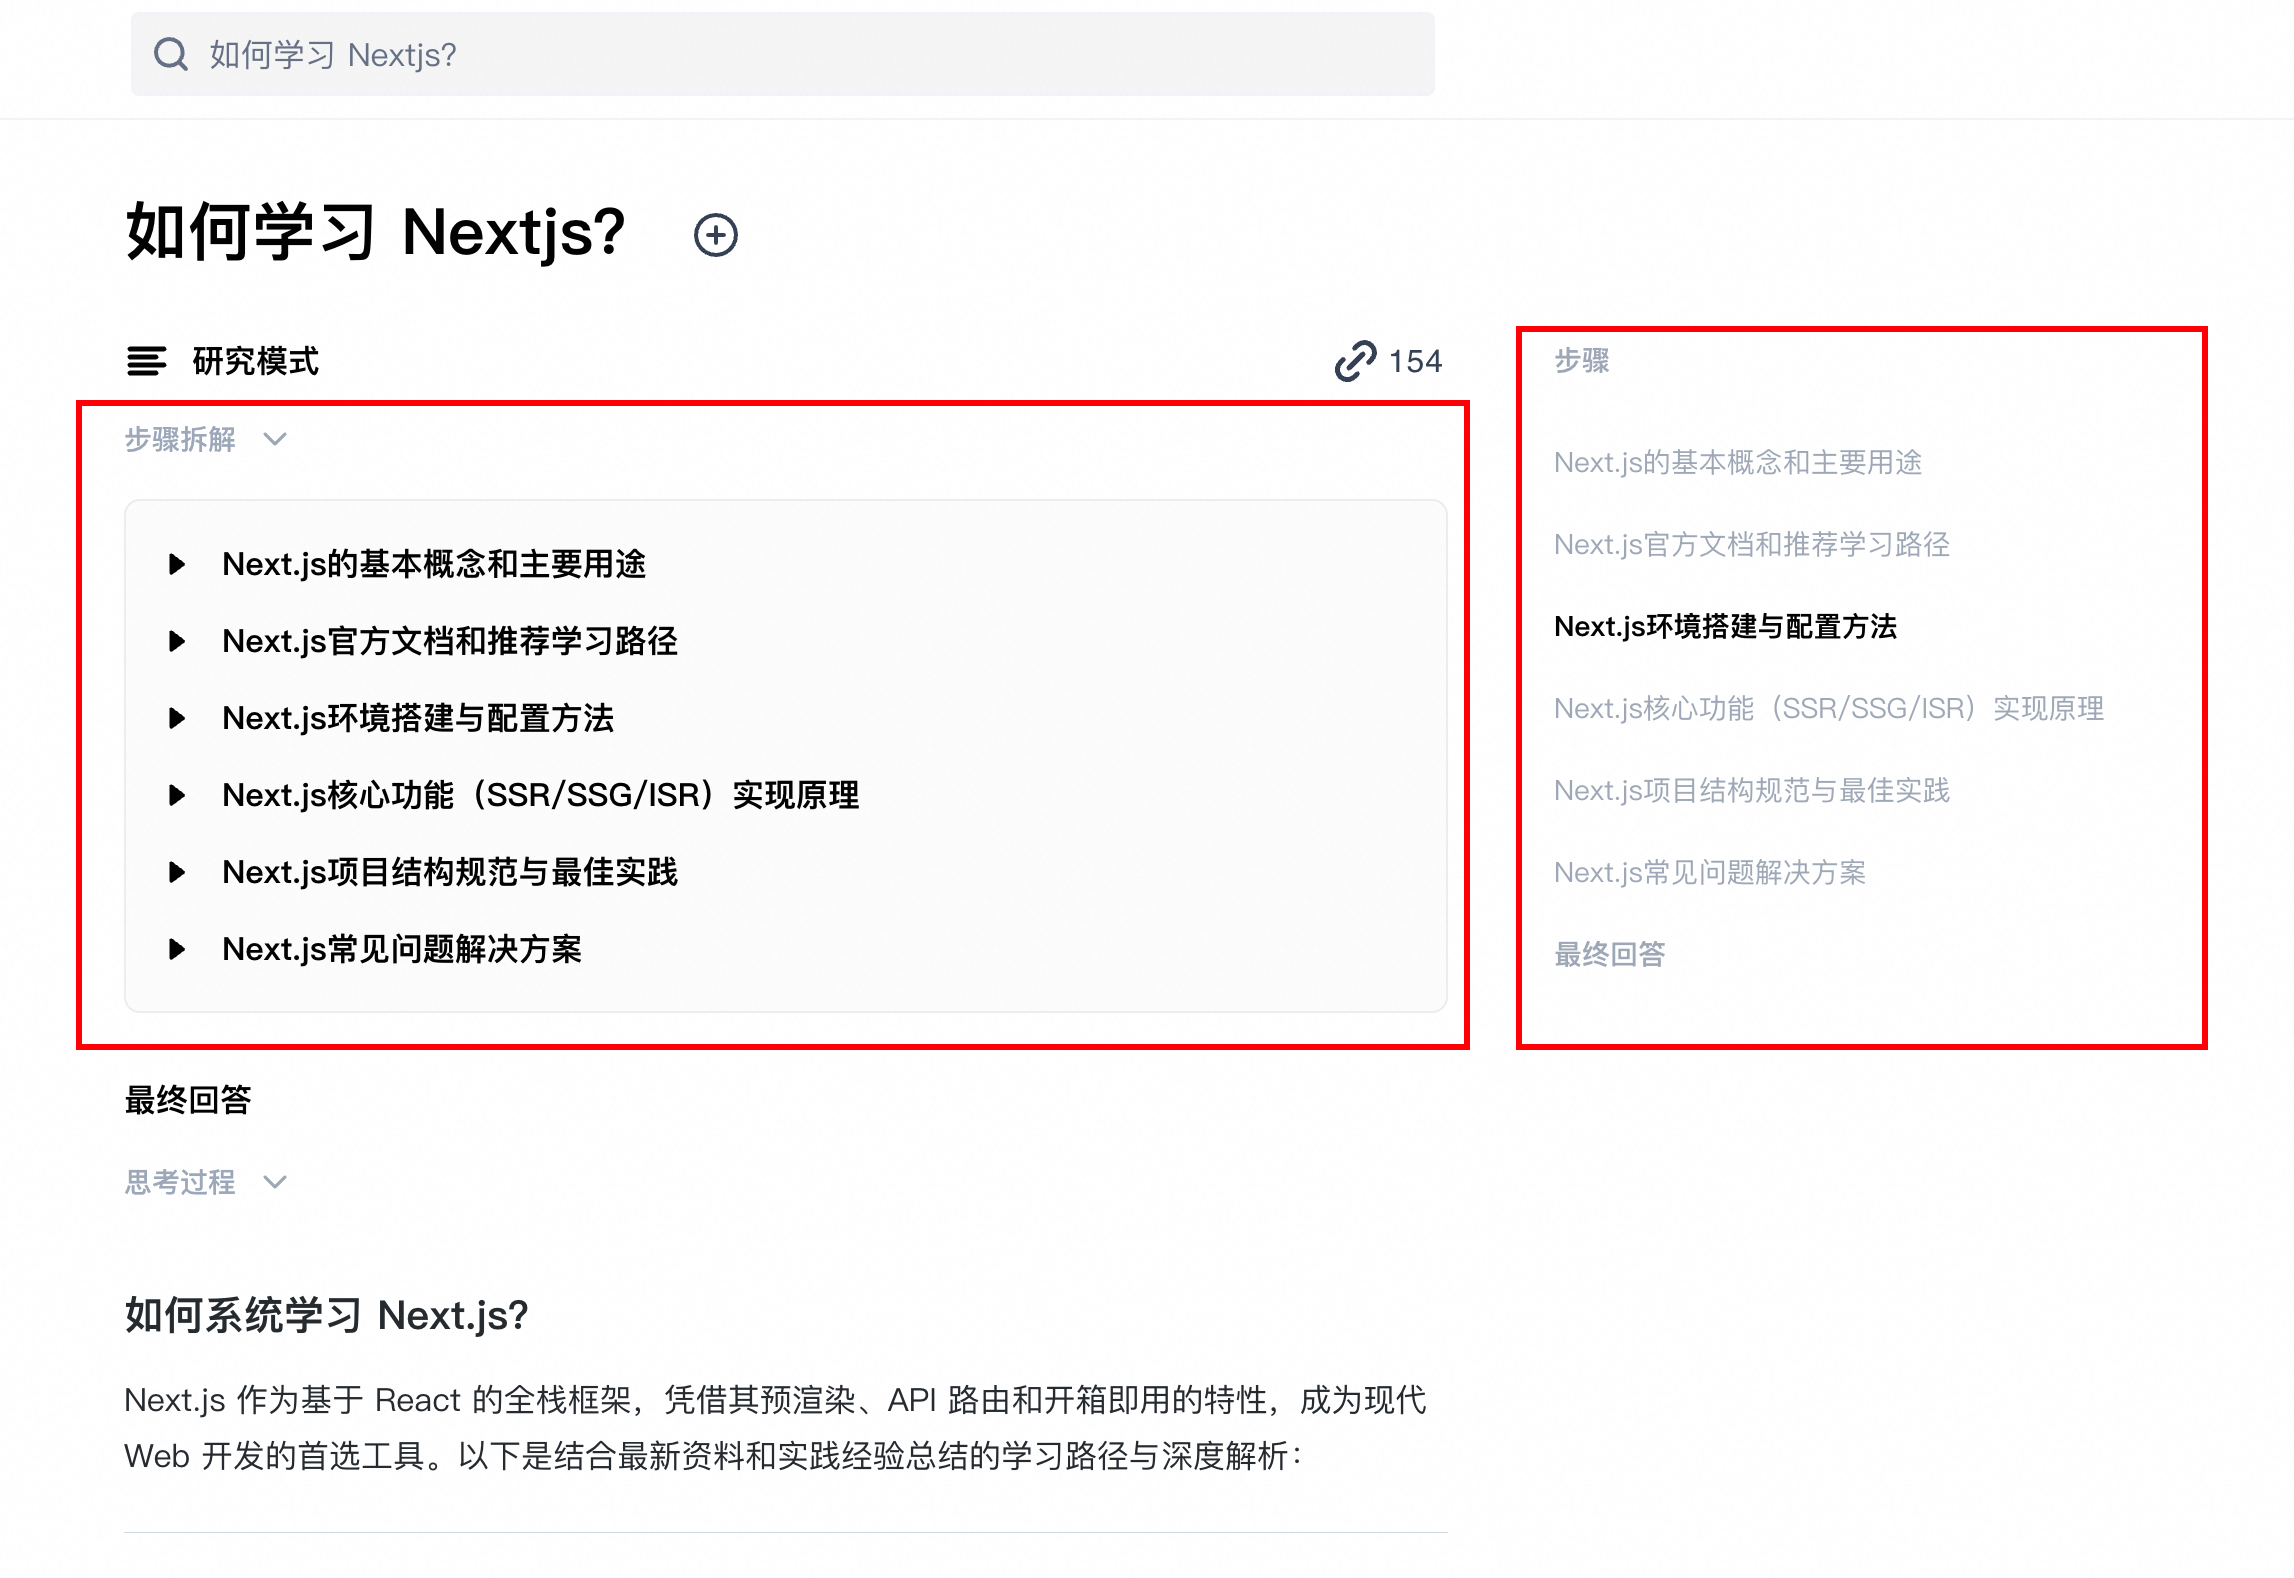 如何学习 Nextjs?
如何学习 Nextjs?
研究模式
154
步骤拆解
Next.js的基本概念和主要用途
Next.js官方文档和推荐学习路径
Next.js环境搭建与配置方法
Next.js核心功能（SSR/SSG/ISR）实现原理
Next.js项目结构规范与最佳实践
Next.js常见问题解决方案
步骤
Next.js的基本概念和主要用途
Next.js官方文档和推荐学习路径
Next.js环境搭建与配置方法
Next.js核心功能（SSR/SSG/ISR）实现原理
Next.js项目结构规范与最佳实践
Next.js常见问题解决方案
最终回答
最终回答
思考过程
如何系统学习 Next.js?
Next.js 作为基于 React 的全栈框架，凭借其预渲染、API 路由和开箱即用的特性，成为现代
Web 开发的首选工具。以下是结合最新资料和实践经验总结的学习路径与深度解析：